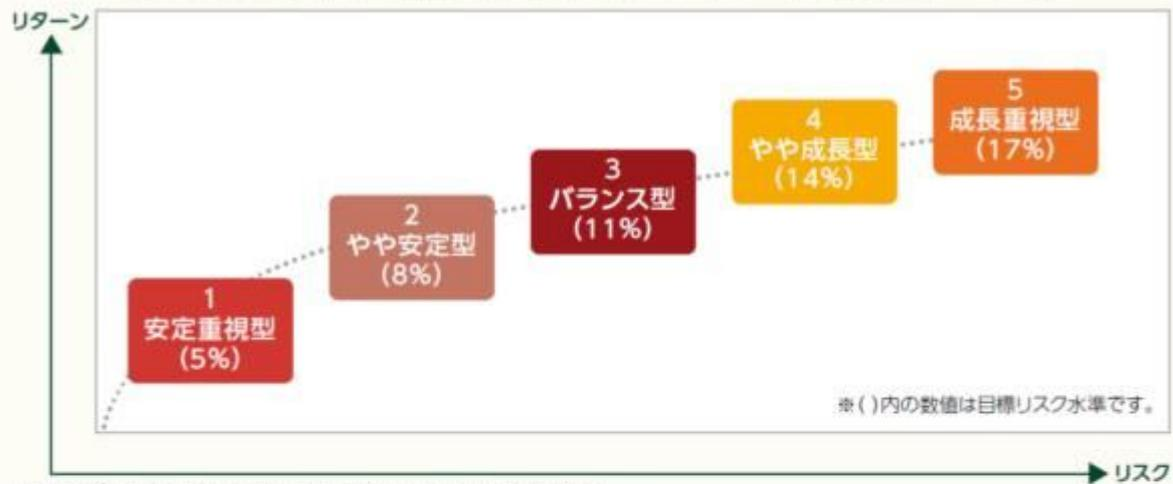 リターン
5
成長重視型
(17%)
4
やや成長型
(14%)
3
バランス型
(11%)
2
やや安定型
(8%)
1
安定重視型
(5%)
※( )内の数値は目標リスク水準です。
リスク